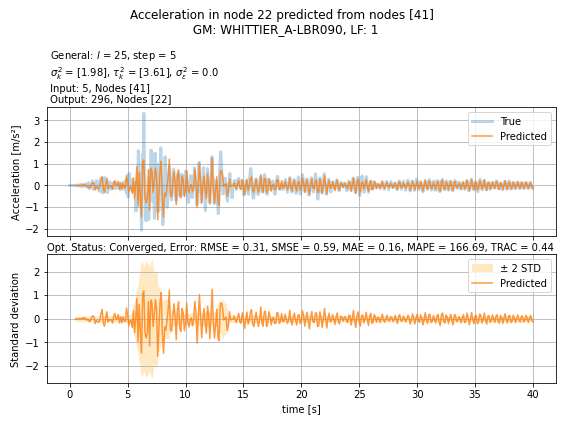 Acceleration in node 22 predicted from nodes [41]
GM: WHITTIER_A-LBR090, LF: 1
General: l = 25, step = 5
σ²ₖ = [1.98], τ²ₖ = [3.61], σ²ε = 0.0
Input: 5, Nodes [41]
Output: 296, Nodes [22]
3
2
1
0
−1
−2
Acceleration [m/s²]
True
Predicted
Opt. Status: Converged, Error: RMSE = 0.31, SMSE = 0.59, MAE = 0.16, MAPE = 166.69, TRAC = 0.44
2
1
0
−1
−2
Standard deviation
± 2 STD
Predicted
0 5 10 15 20 25 30 35 40
time [s]